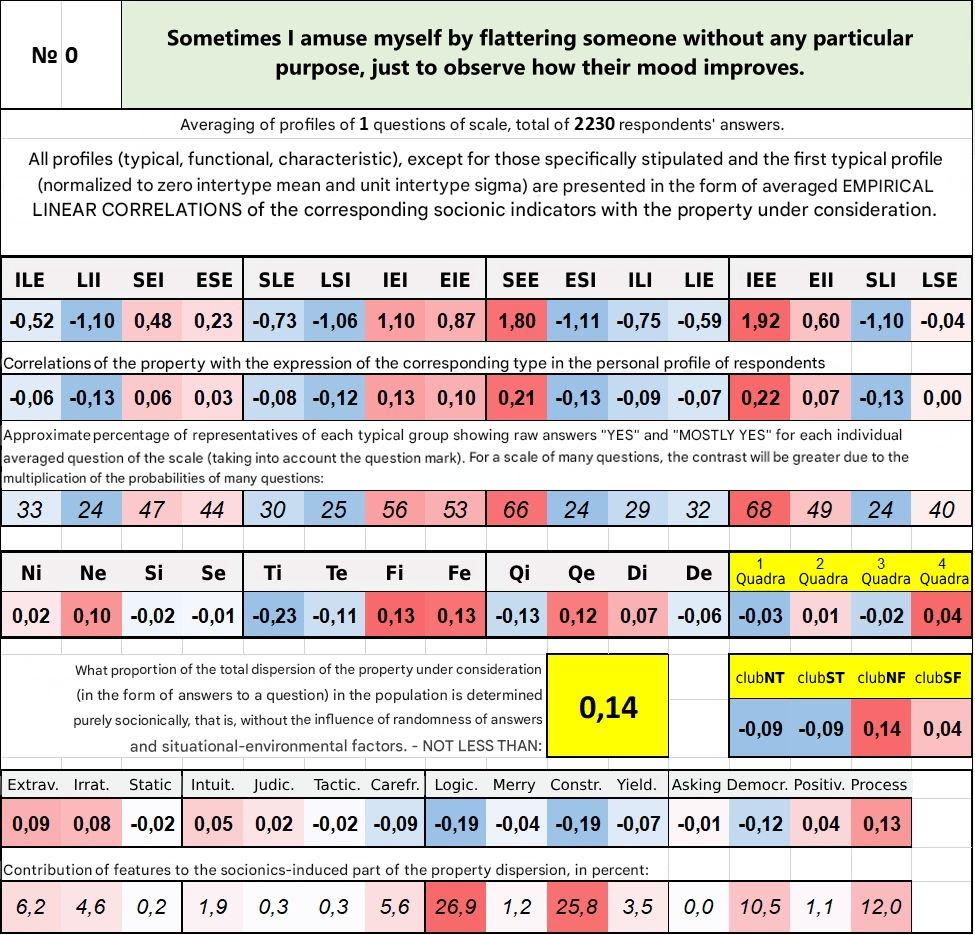 № 0
Sometimes I amuse myself by flattering someone without any particular
purpose, just to observe how their mood improves.
Averaging of profiles of 1 questions of scale, total of 2230 respondents' answers.
All profiles (typical, functional, characteristic), except for those specifically stipulated and the first typical profile
(normalized to zero intertype mean and unit intertype sigma) are presented in the form of averaged EMPIRICAL
LINEAR CORRELATIONS of the corresponding socionic indicators with the property under consideration.
ILE LII SEI ESE SLE LSI IEI EIE SEE ESI ILI LIE IEE EII SLI LSE
-0,52 -1,10 0,48 0,23 -0,73 -1,06 1,10 0,87 1,80 -1,11 -0,75 -0,59 1,92 0,60 -1,10 -0,04
Correlations of the property with the expression of the corresponding type in the personal profile of respondents
-0,06 -0,13 0,06 0,03 -0,08 -0,12 0,13 0,10 0,21 -0,13 -0,09 -0,07 0,22 0,07 -0,13 0,00
Approximate percentage of representatives of each typical group showing raw answers "YES" and "MOSTLY YES" for each individual
averaged question of the scale (taking into account the question mark). For a scale of many questions, the contrast will be greater due to the
multiplication of the probabilities of many questions:
33 24 47 44 30 25 56 53 66 24 29 32 68 49 24 40
Ni Ne Si Se Ti Te Fi Fe Qi Qe Di De 1 Quadra 2 Quadra 3 Quadra 4 Quadra
0,02 0,10 -0,02 -0,01 -0,23 -0,11 0,13 0,13 -0,13 0,12 0,07 -0,06 -0,03 0,01 -0,02 0,04
What proportion of the total dispersion of the property under consideration
(in the form of answers to a question) in the population is determined
purely socionically, that is, without the influence of randomness of answers
and situational-environmental factors. - NOT LESS THAN:
0,14
clubNT clubST clubNF clubSF
-0,09 -0,09 0,14 0,04
Extrav. Irrat. Static Intuit. Judic. Tactic. Carefr. Logic. Merry Constr. Yield. Asking Democr. Positiv. Process
0,09 0,08 -0,02 0,05 0,02 -0,02 -0,09 -0,19 -0,04 -0,19 -0,07 -0,01 -0,12 0,04 0,13
Contribution of features to the socionics-induced part of the property dispersion, in percent:
6,2 4,6 0,2 1,9 0,3 0,3 5,6 26,9 1,2 25,8 3,5 0,0 10,5 1,1 12,0